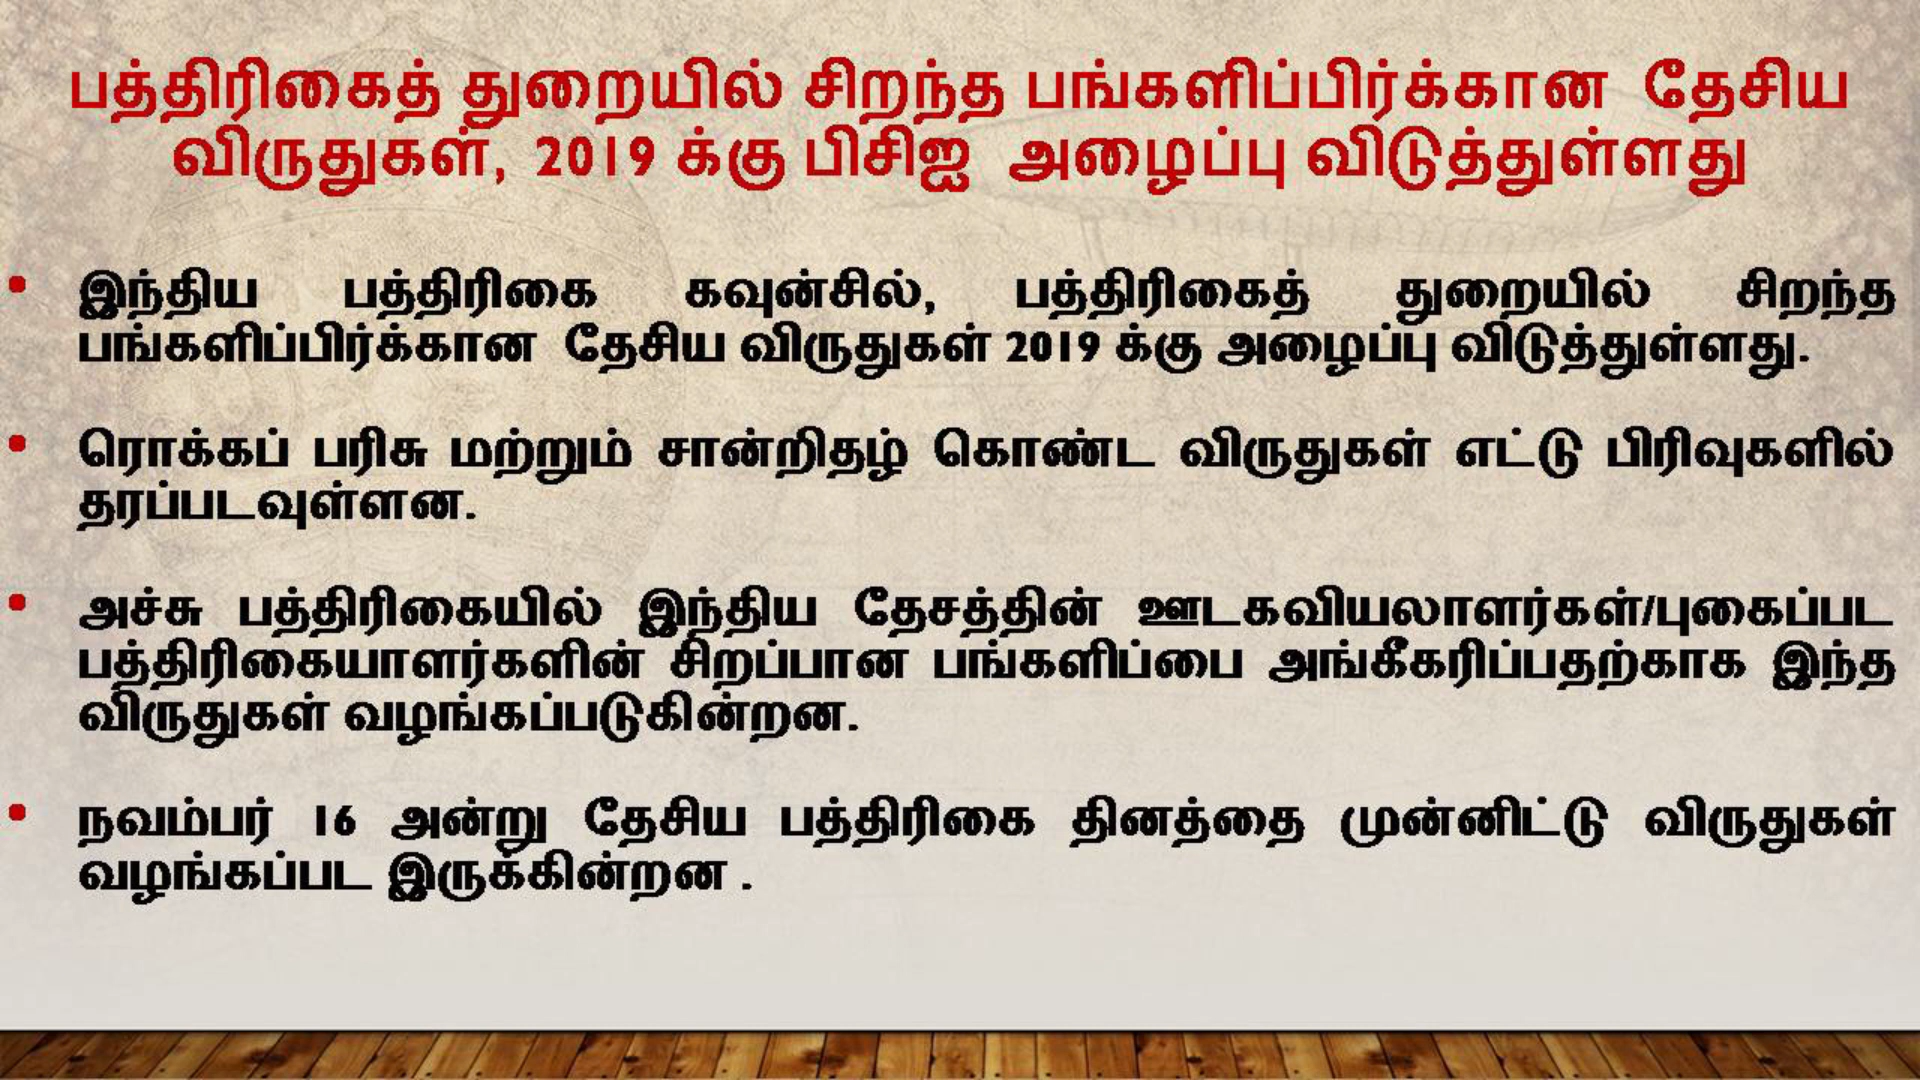 பத்திரிகைத் துறையில் சிறந்த பங்களிப்பிர்க்கான தேசிய
விருதுகள், 2019 க்கு பிசிஐ அழைப்பு விடுத்துள்ளது
• இந்திய பத்திரிகை கவுன்சில், பத்திரிகைத் துறையில் சிறந்த
பங்களிப்பிர்க்கான தேசிய விருதுகள் 2019 க்கு அழைப்பு விடுத்துள்ளது.
• ரொக்கப் பரிசு மற்றும் சான்றிதழ் கொண்ட விருதுகள் எட்டு பிரிவுகளில்
தரப்படவுள்ளன.
• அச்சு பத்திரிகையில் இந்திய தேசத்தின் ஊடகவியலாளர்கள்/புகைப்பட
பத்திரிகையாளர்களின் சிறப்பான பங்களிப்பை அங்கீகரிப்பதற்காக இந்த
விருதுகள் வழங்கப்படுகின்றன.
• நவம்பர் 16 அன்று தேசிய பத்திரிகை தினத்தை முன்னிட்டு விருதுகள்
வழங்கப்பட இருக்கின்றன .